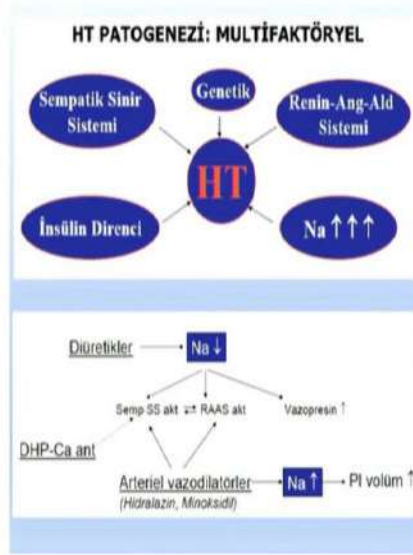 HT PATOGENEZİ: MULTİFAKTÖRYEL
Genetik
Sempatik Sinir
Sistemi
Renin-Ang-Ald
Sistemi
HT
İnsülin Direnci
Na ↑↑↑
Diüretikler
Na ↓
Semp SS akt ⇌ RAAS akt
Vazopresin ↑
DHP-Ca ant
Arteriel vazodilatörler
(Hidralazin, Minoksidil)
Na ↑
Pl volüm ↑